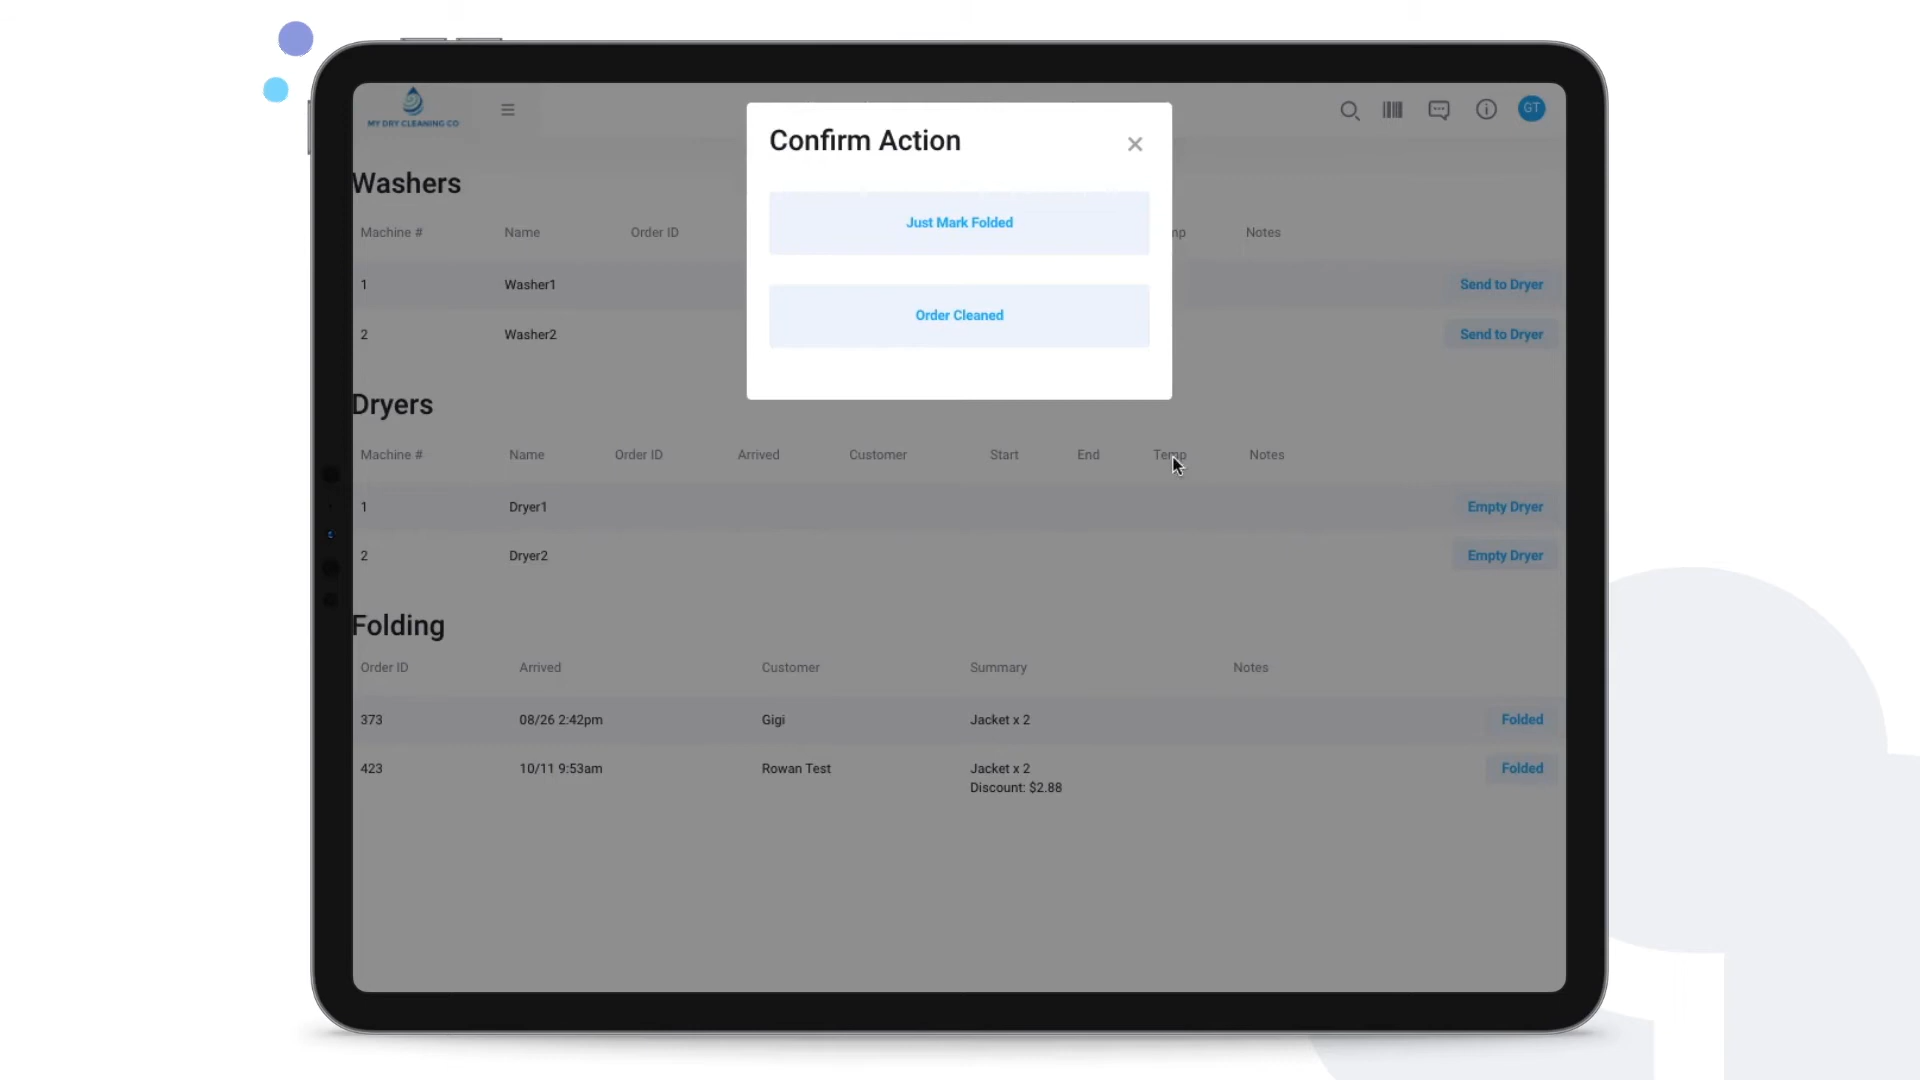 MY DRY CLEANING CO
GT
Confirm Action
Just Mark Folded
Order Cleaned
Washers
Machine # Name Order ID Notes
1 Washer1 Send to Dryer
2 Washer2 Send to Dryer
Dryers
Machine # Name Order ID Arrived Customer Start End Temp Notes
1 Dryer1 Empty Dryer
2 Dryer2 Empty Dryer
Folding
Order ID Arrived Customer Summary Notes
373 08/26 2:42pm Gigi Jacket x 2 Folded
423 10/11 9:53am Rowan Test Jacket x 2 Folded
Discount: $2.88